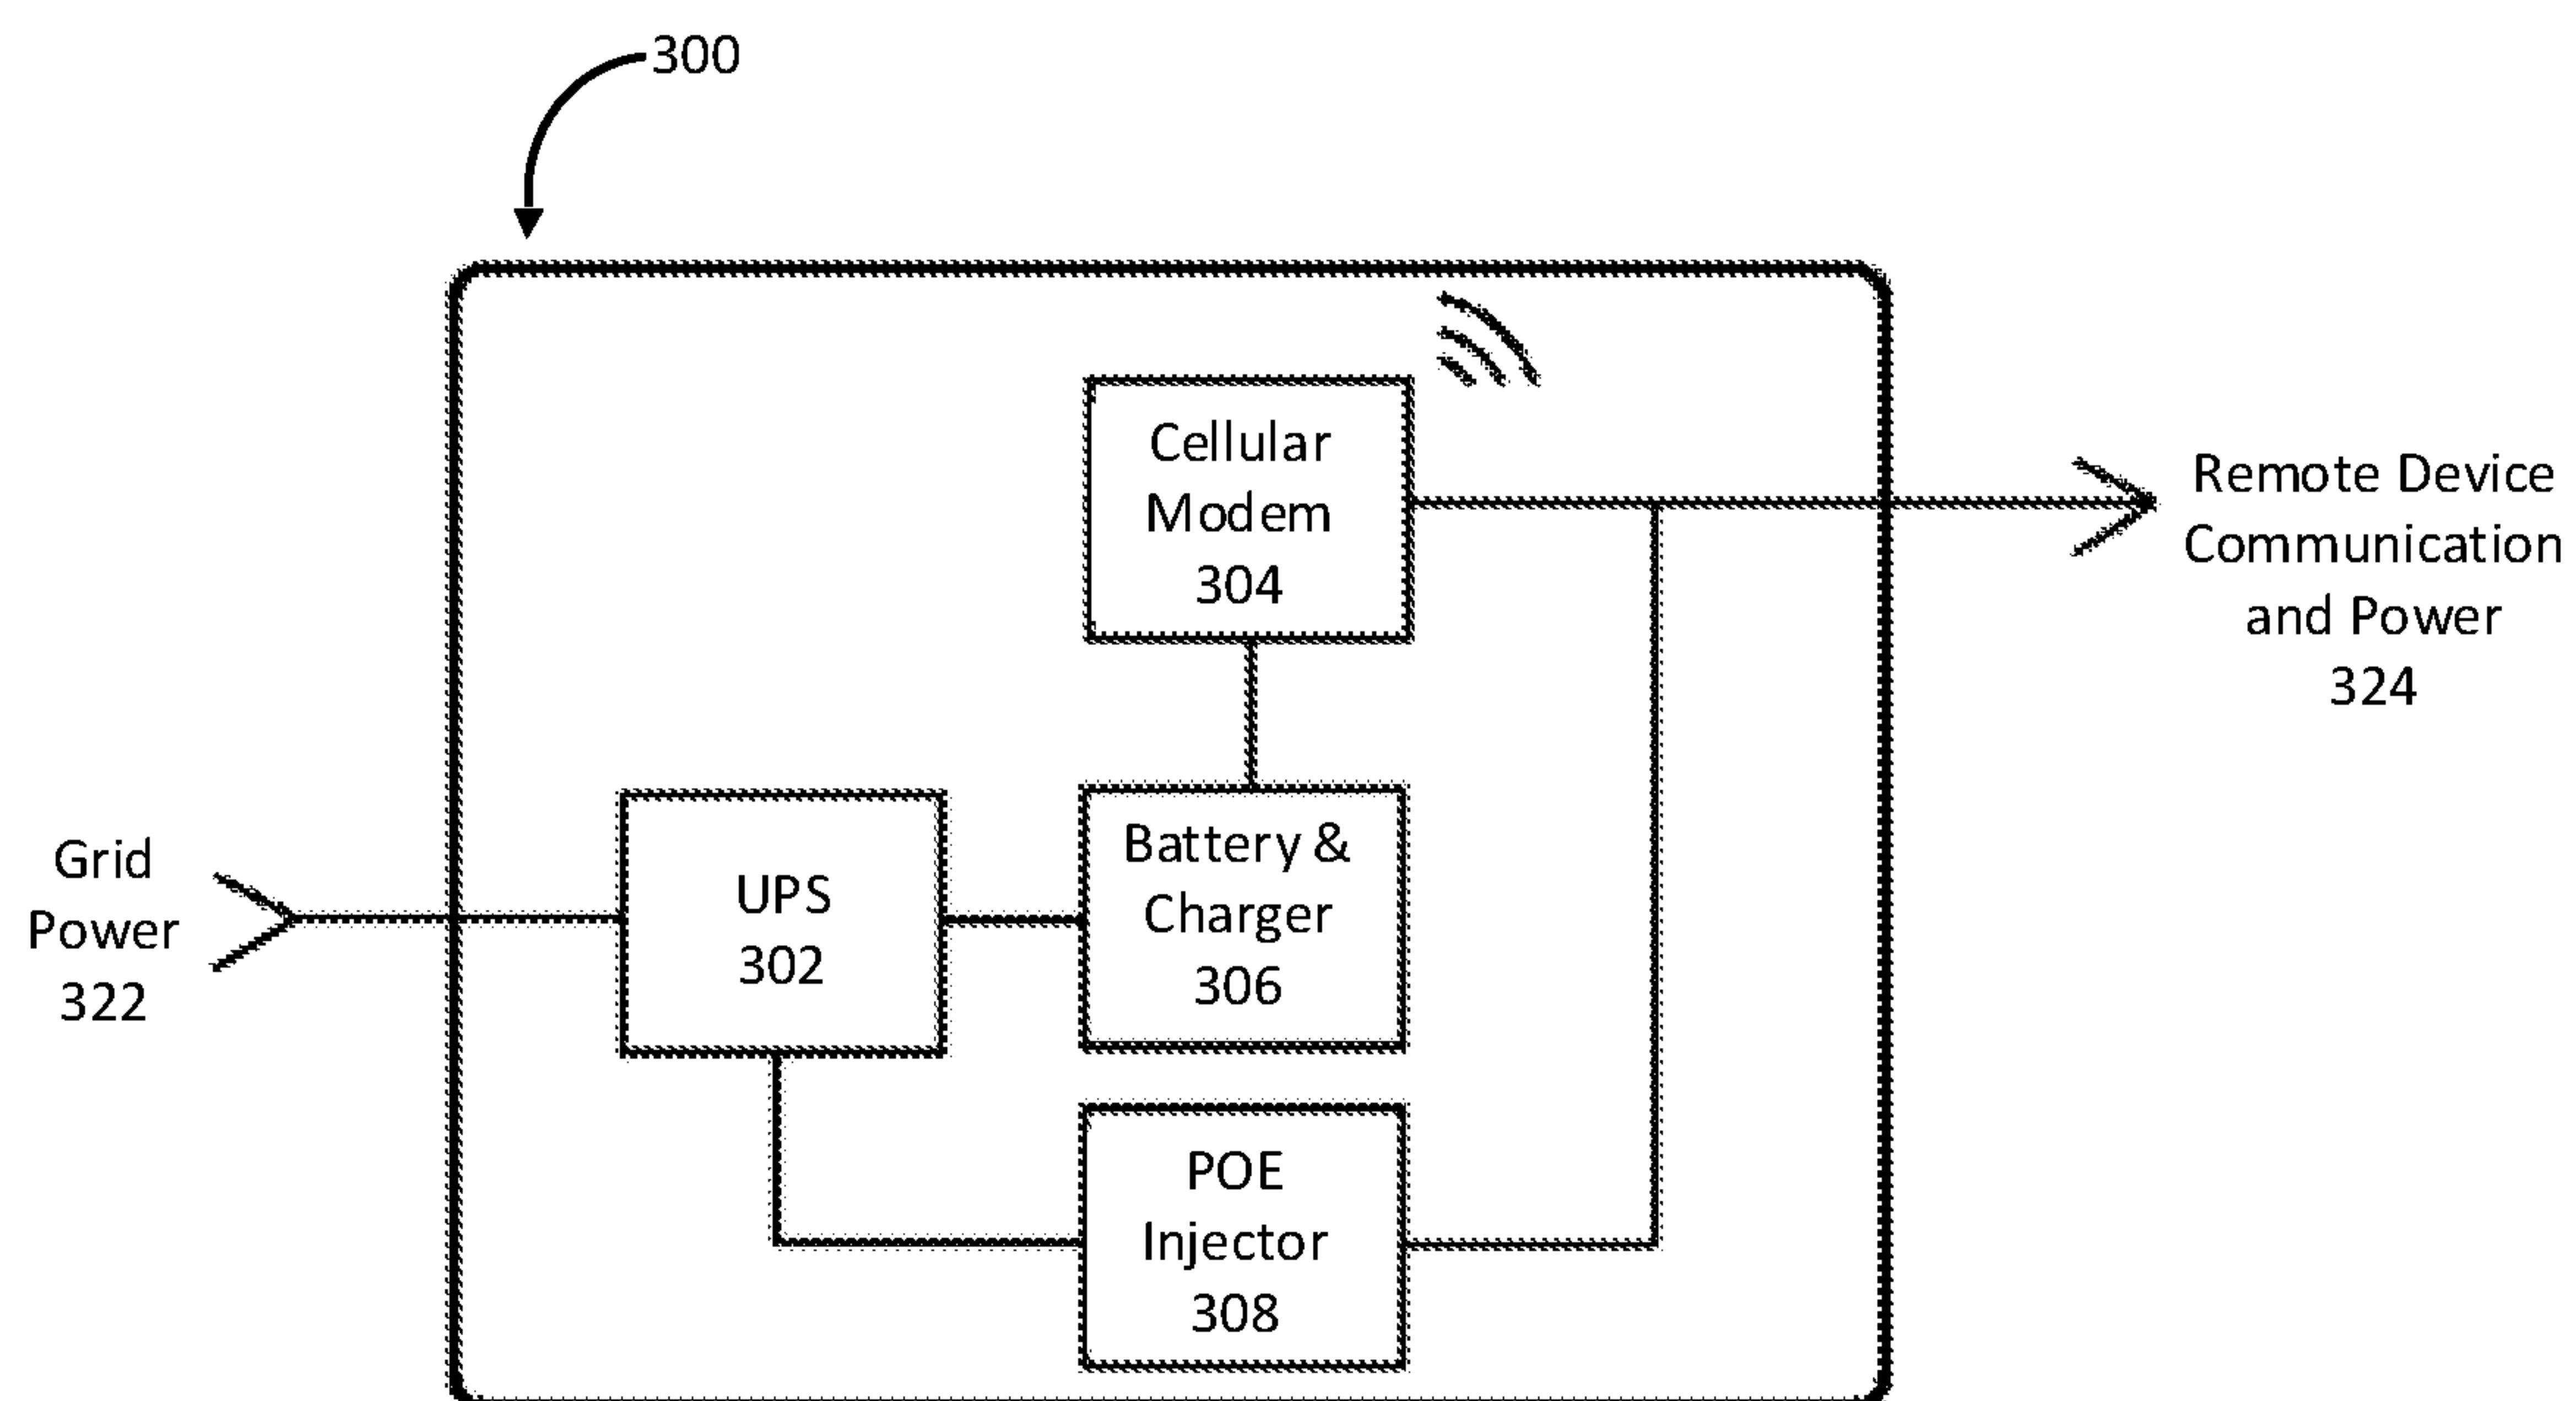 300
Cellular
Modem
304
Remote Device
Communication
and Power
324
Grid
Power
322
UPS
302
Battery &
Charger
306
POE
Injector
308